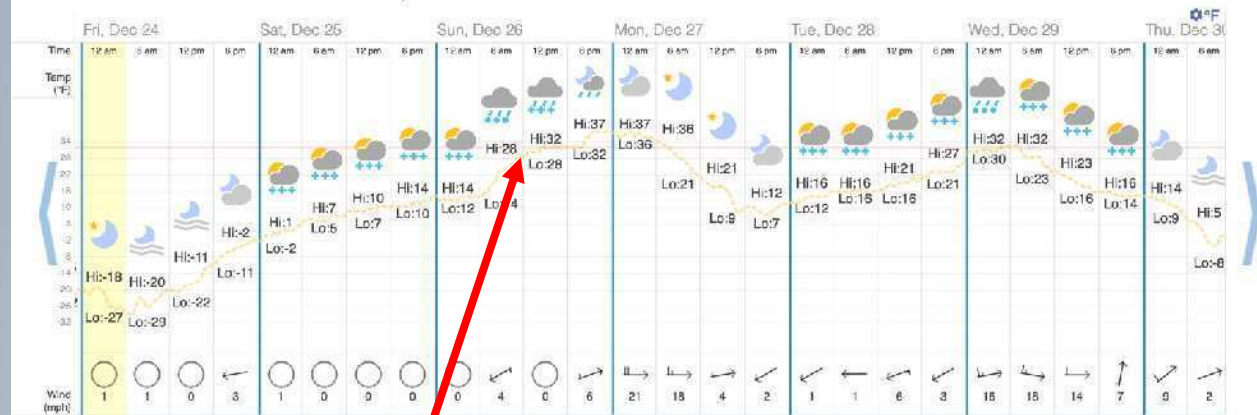 °F
Fri, Dec 24 Sat, Dec 25 Sun, Dec 26 Mon, Dec 27 Tue, Dec 28 Wed, Dec 29 Thu, Dec 30
Time 12 am 6 am 12 pm 6 pm 12 am 6 am 12 pm 6 pm 12 am 6 am 12 pm 6 pm 12 am 6 am 12 pm 6 pm 12 am 6 am 12 pm 6 pm 12 am 6 am 12 pm 6 pm 12 am 6 am
Temp
(°F)
Hi:-18 Hi:-20 Hi:-11 Hi:-2 Hi:1 Hi:7 Hi:10 Hi:14 Hi:14 Hi:28 Hi:32 Hi:37 Hi:37 Hi:36 Hi:21 Hi:12 Hi:16 Hi:16 Hi:21 Hi:27 Hi:32 Hi:32 Hi:23 Hi:16 Hi:14 Hi:5
Lo:-27 Lo:-29 Lo:-22 Lo:-11 Lo:-2 Lo:5 Lo:7 Lo:10 Lo:12 Lo:28 Lo:32 Lo:36 Lo:21 Lo:9 Lo:7 Lo:12 Lo:16 Lo:16 Lo:21 Lo:30 Lo:23 Lo:16 Lo:14 Lo:9 Lo:-8
34
28
10
-2
-14
-20
-26
-32
Wind
(mph)
1 1 0 3 1 0 0 0 0 4 0 6 21 18 4 2 1 1 6 3 16 18 14 7 9 2